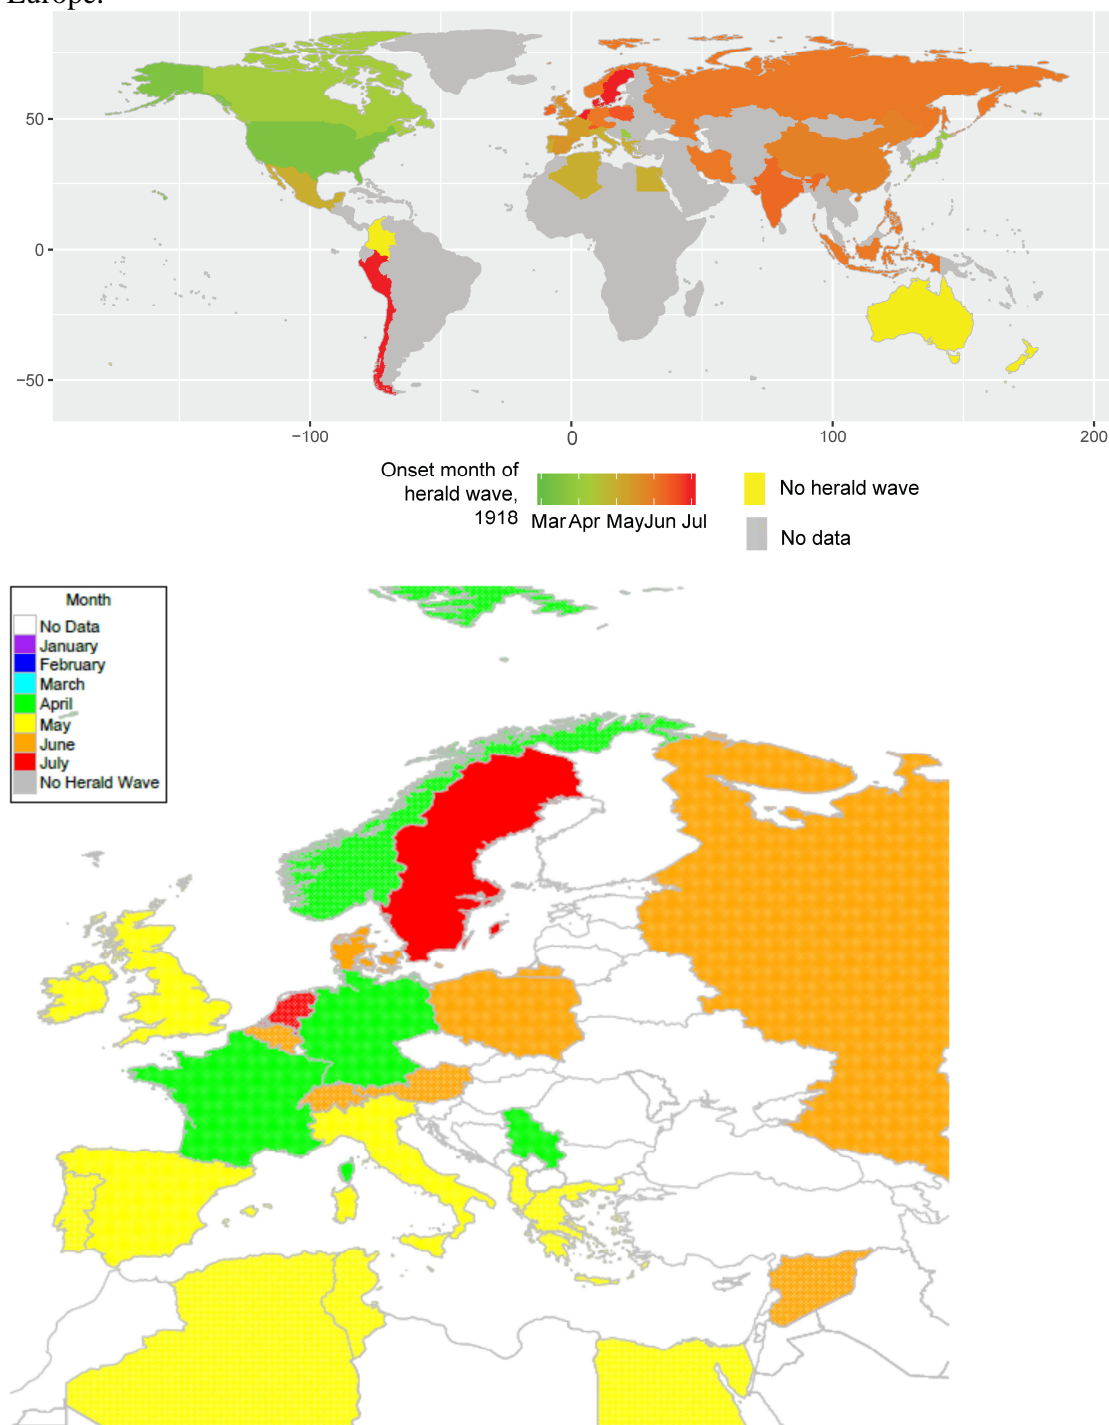 Europe.
50
0
−50
−100
0
100
200
Onset month of
herald wave,
1918
Mar Apr May Jun Jul
No herald wave
No data
Month
No Data
January
February
March
April
May
June
July
No Herald Wave